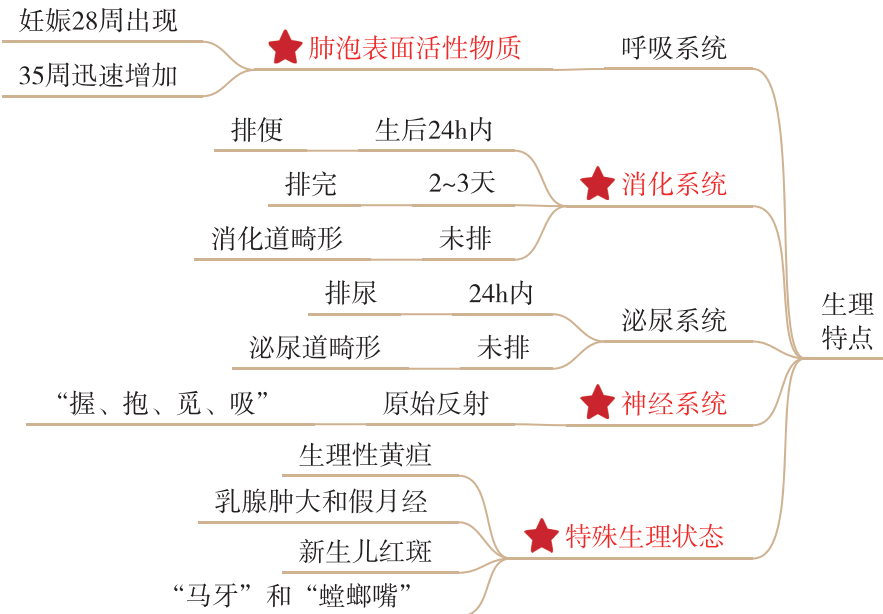 妊娠28周出现
35周迅速增加
肺泡表面活性物质
呼吸系统
排便
生后24h内
排完
2~3天
消化道畸形
未排
消化系统
排尿
24h内
泌尿道畸形
未排
泌尿系统
生理
特点
“握、抱、觅、吸”
原始反射
神经系统
生理性黄疸
乳腺肿大和假月经
新生儿红斑
“马牙”和“螳螂嘴”
特殊生理状态